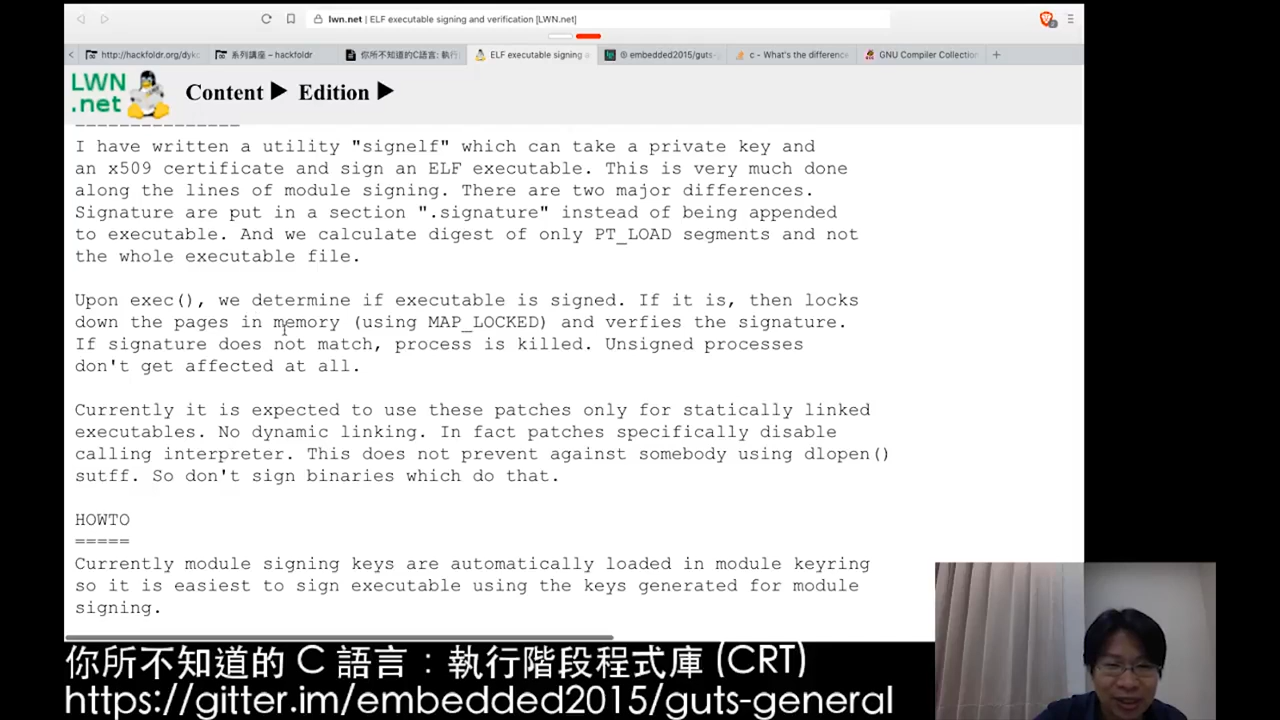 lwn.net | ELF executable signing and verification [LWN.net]
http://hackfoldr.org/dykc
系列講座 – hackfoldr
你所不知道的C語言: 執行
ELF executable signing
embedded2015/guts-
c - What's the difference
GNU Compiler Collection
LWN
.net
Content ▶ Edition ▶
===============
I have written a utility "signelf" which can take a private key and
an x509 certificate and sign an ELF executable. This is very much done
along the lines of module signing. There are two major differences.
Signature are put in a section ".signature" instead of being appended
to executable. And we calculate digest of only PT_LOAD segments and not
the whole executable file.
Upon exec(), we determine if executable is signed. If it is, then locks
down the pages in memory (using MAP_LOCKED) and verfies the signature.
If signature does not match, process is killed. Unsigned processes
don't get affected at all.
Currently it is expected to use these patches only for statically linked
executables. No dynamic linking. In fact patches specifically disable
calling interpreter. This does not prevent against somebody using dlopen()
sutff. So don't sign binaries which do that.
HOWTO
=====
Currently module signing keys are automatically loaded in module keyring
so it is easiest to sign executable using the keys generated for module
signing.
你所不知道的 C 語言：執行階段程式庫 (CRT)
https://gitter.im/embedded2015/guts-general